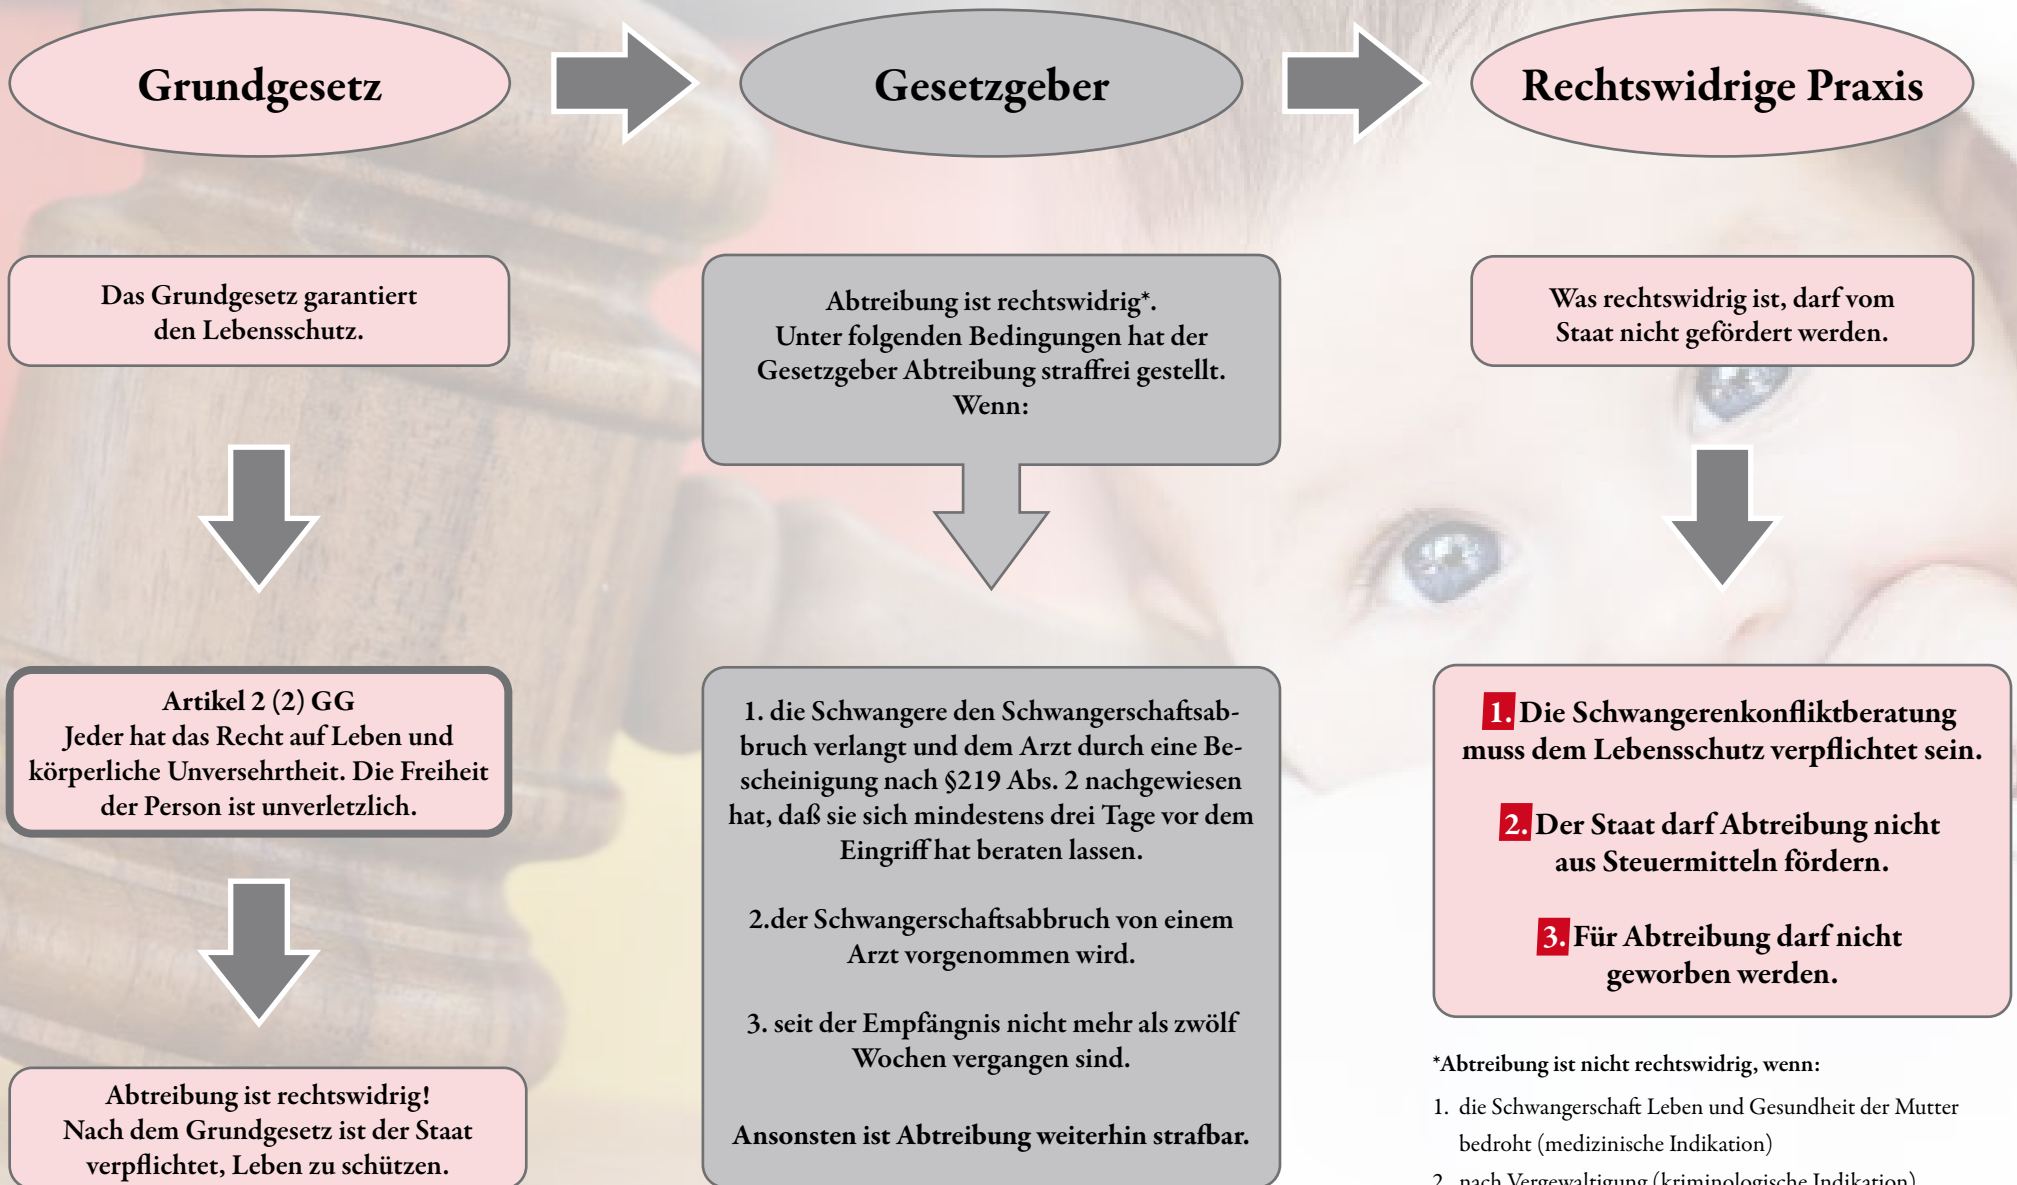 Grundgesetz
Das Grundgesetz garantiert
den Lebensschutz.
Artikel 2 (2) GG
Jeder hat das Recht auf Leben und
körperliche Unversehrtheit. Die Freiheit
der Person ist unverletzlich.
Abtreibung ist rechtswidrig!
Nach dem Grundgesetz ist der Staat
verpflichtet, Leben zu schützen.
Gesetzgeber
Abtreibung ist rechtswidrig*.
Unter folgenden Bedingungen hat der
Gesetzgeber Abtreibung straffrei gestellt.
Wenn:
1. die Schwangere den Schwangerschaftsab-
bruch verlangt und dem Arzt durch eine Be-
scheinigung nach §219 Abs. 2 nachgewiesen
hat, daß sie sich mindestens drei Tage vor dem
Eingriff hat beraten lassen.
2.der Schwangerschaftsabbruch von einem
Arzt vorgenommen wird.
3. seit der Empfängnis nicht mehr als zwölf
Wochen vergangen sind.
Ansonsten ist Abtreibung weiterhin strafbar.
Rechtswidrige Praxis
Was rechtswidrig ist, darf vom
Staat nicht gefördert werden.
1. Die Schwangerenkonfliktberatung
muss dem Lebensschutz verpflichtet sein.
2. Der Staat darf Abtreibung nicht
aus Steuermitteln fördern.
3. Für Abtreibung darf nicht
geworben werden.
*Abtreibung ist nicht rechtswidrig, wenn:
1. die Schwangerschaft Leben und Gesundheit der Mutter
bedroht (medizinische Indikation)
2. nach Vergewaltigung (kriminologische Indikation)